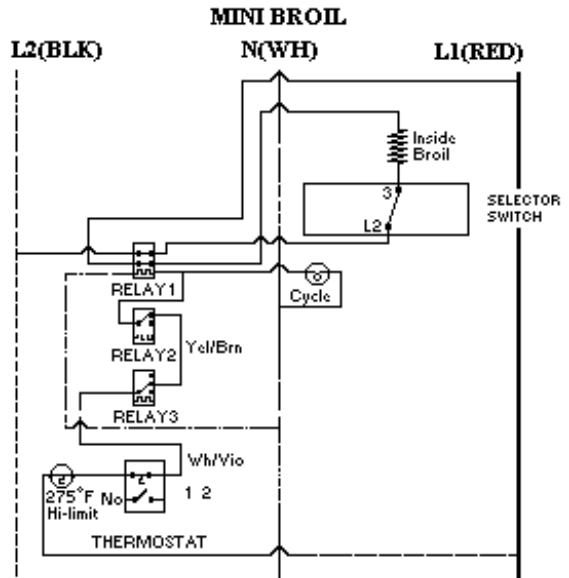 MINI BROIL
L2(BLK) N(WH) L1(RED)
Inside
Broil
3
SELECTOR
SWITCH
L2
RELAY1
Cycle
RELAY2
Yel/Brn
RELAY3
Wh/Vio
275°F No 1 2
Hi-limit
THERMOSTAT